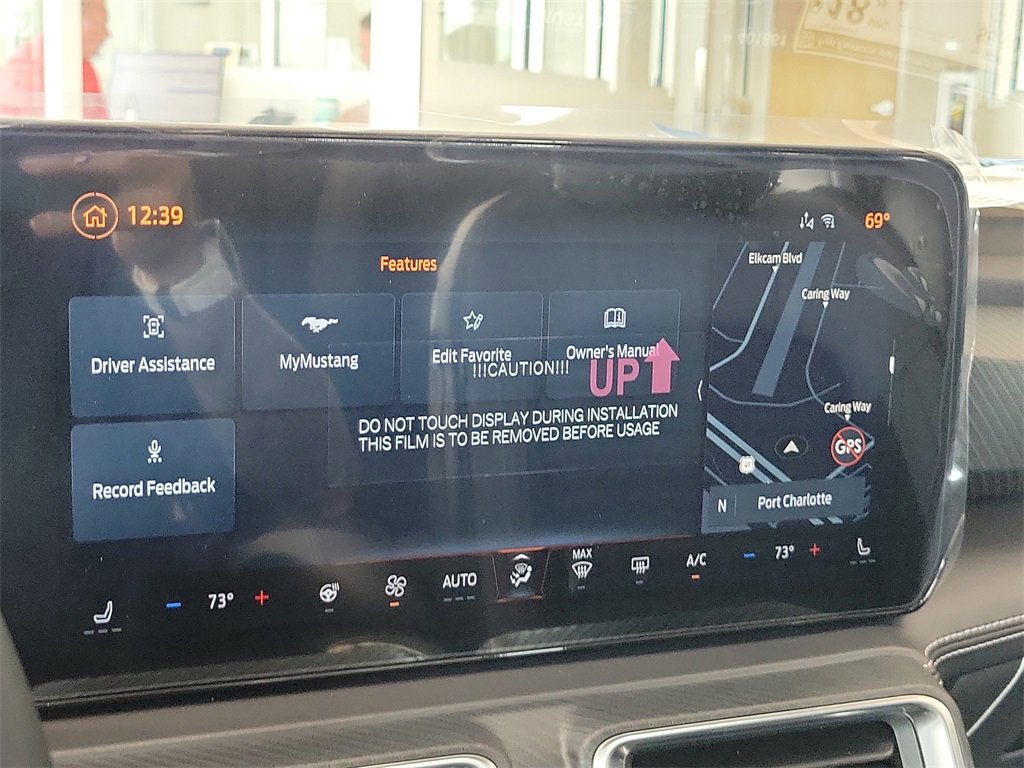 12:39
69°
Features
Elkcam Blvd
Caring Way
Driver Assistance
MyMustang
Edit Favorite
Owner's Manual
!!!CAUTION!!!
UP
DO NOT TOUCH DISPLAY DURING INSTALLATION
THIS FILM IS TO BE REMOVED BEFORE USAGE
Caring Way
GPS
41
Record Feedback
N
Port Charlotte
73°
AUTO
MAX
A/C
73°